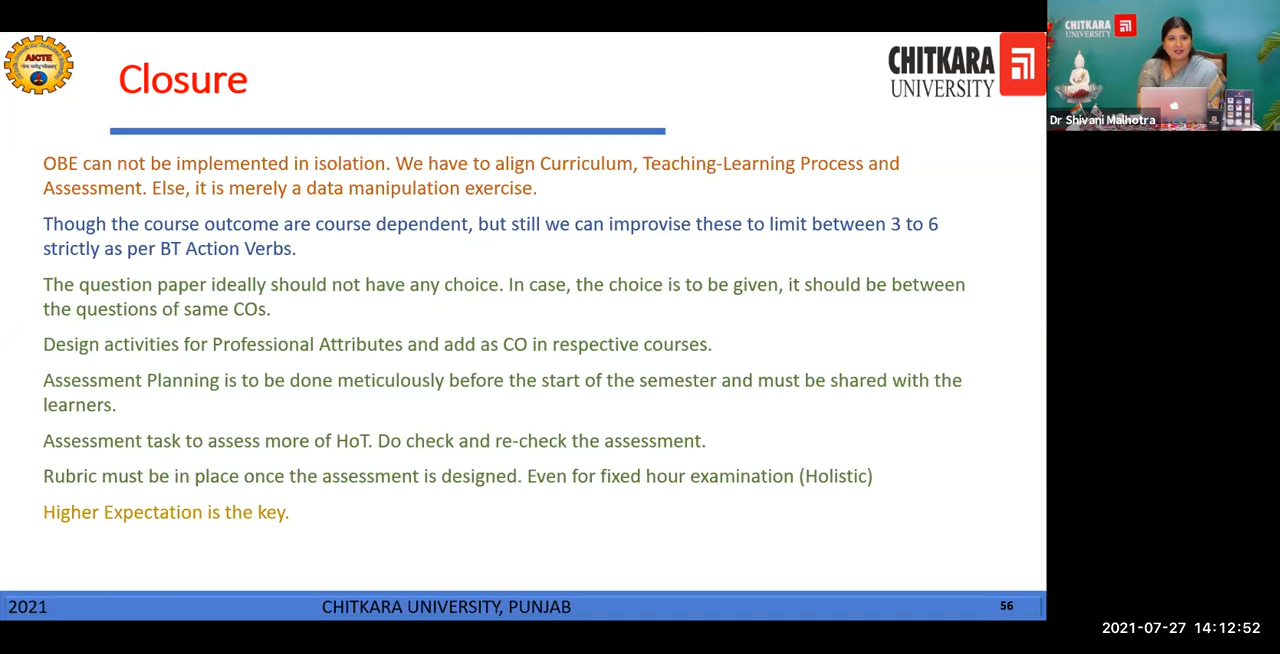 AICTE
Closure
CHITKARA
UNIVERSITY
CHITKARA
UNIVERSITY
Dr Shivani Malhotra
OBE can not be implemented in isolation. We have to align Curriculum, Teaching-Learning Process and
Assessment. Else, it is merely a data manipulation exercise.
Though the course outcome are course dependent, but still we can improvise these to limit between 3 to 6
strictly as per BT Action Verbs.
The question paper ideally should not have any choice. In case, the choice is to be given, it should be between
the questions of same COs.
Design activities for Professional Attributes and add as CO in respective courses.
Assessment Planning is to be done meticulously before the start of the semester and must be shared with the
learners.
Assessment task to assess more of HoT. Do check and re-check the assessment.
Rubric must be in place once the assessment is designed. Even for fixed hour examination (Holistic)
Higher Expectation is the key.
2021
CHITKARA UNIVERSITY, PUNJAB
56
2021-07-27 14:12:52